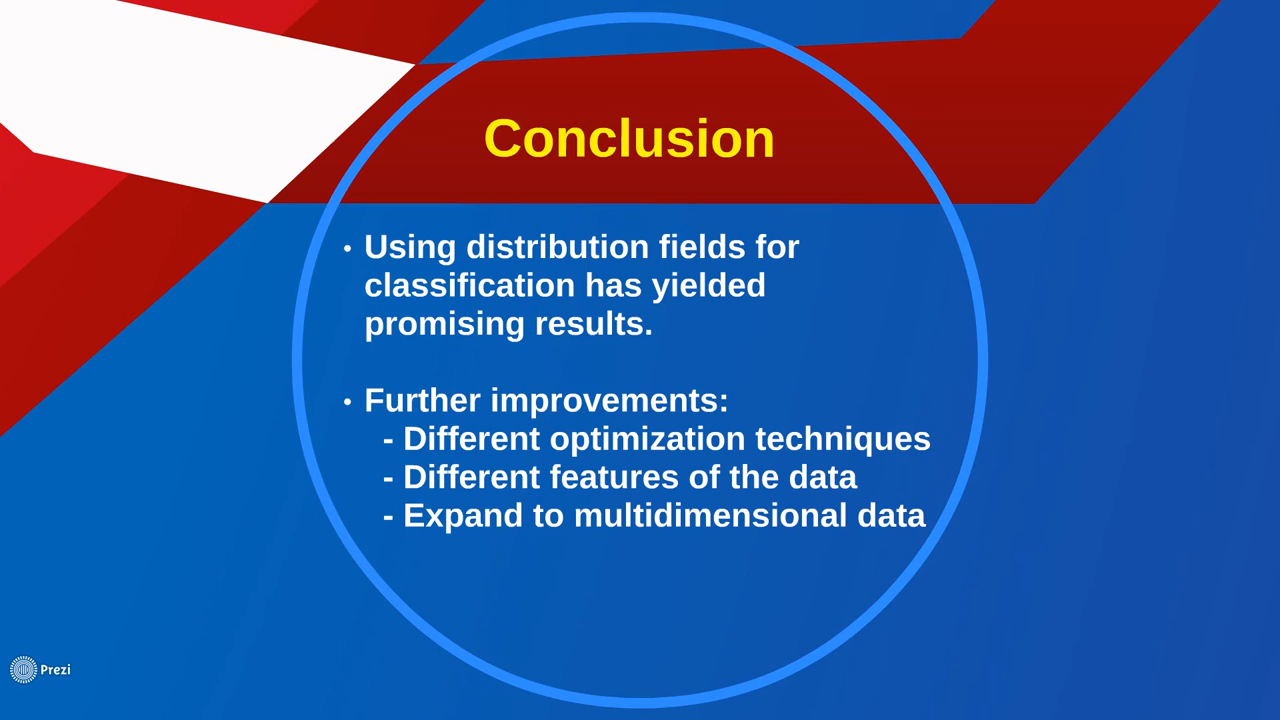 Conclusion
• Using distribution fields for
classification has yielded
promising results.
• Further improvements:
- Different optimization techniques
- Different features of the data
- Expand to multidimensional data
Prezi